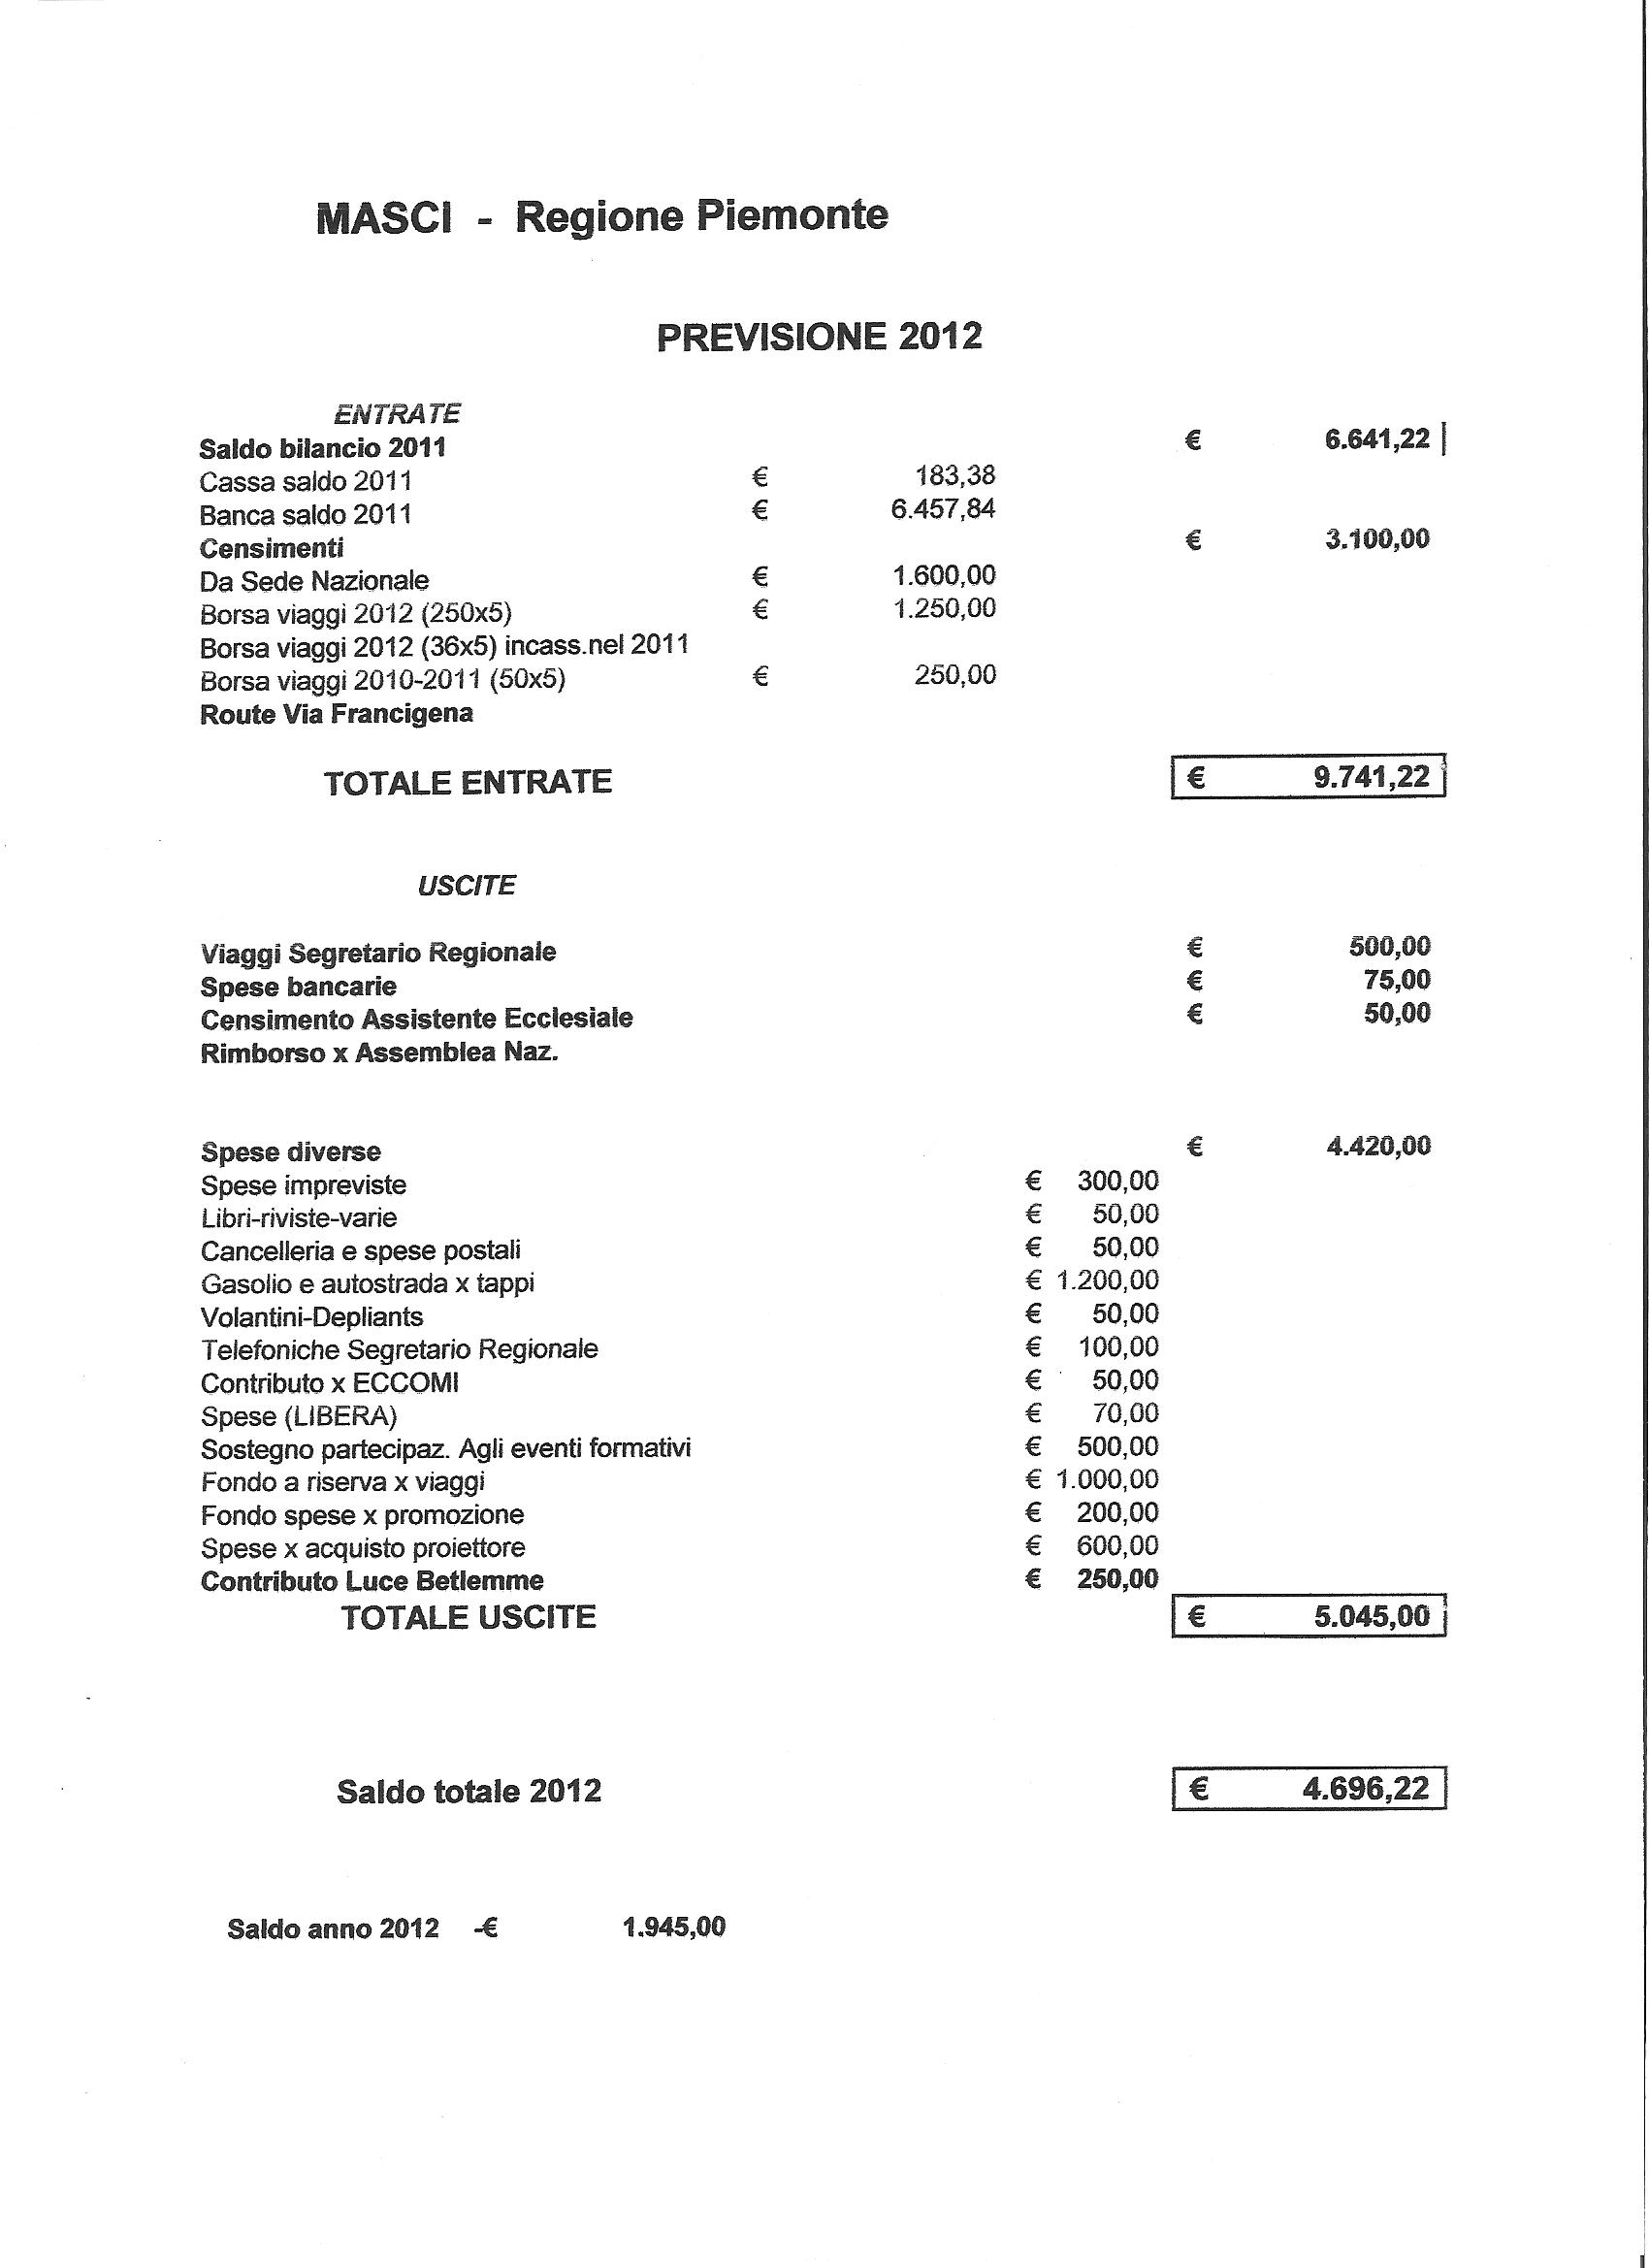 MASCI - Regione Piemonte
PREVISIONE 2012
ENTRATE
Saldo bilancio 2011 € 6.641,22
Cassa saldo 2011 € 183,38
Banca saldo 2011 € 6.457,84
Censimenti € 3.100,00
Da Sede Nazionale € 1.600,00
Borsa viaggi 2012 (250x5) € 1.250,00
Borsa viaggi 2012 (36x5) incass.nel 2011
Borsa viaggi 2010-2011 (50x5) € 250,00
Route Via Francigena
TOTALE ENTRATE € 9.741,22
USCITE
Viaggi Segretario Regionale € 500,00
Spese bancarie € 75,00
Censimento Assistente Ecclesiale € 50,00
Rimborso x Assemblea Naz.
Spese diverse € 4.420,00
Spese impreviste € 300,00
Libri-riviste-varie € 50,00
Cancelleria e spese postali € 50,00
Gasolio e autostrada x tappi € 1.200,00
Volantini-Depliants € 50,00
Telefoniche Segretario Regionale € 100,00
Contributo x ECCOMI € 50,00
Spese (LIBERA) € 70,00
Sostegno partecipaz. Agli eventi formativi € 500,00
Fondo a riserva x viaggi € 1.000,00
Fondo spese x promozione € 200,00
Spese x acquisto proiettore € 600,00
Contributo Luce Betlemme € 250,00
TOTALE USCITE € 5.045,00
Saldo totale 2012 € 4.696,22
Saldo anno 2012 -€ 1.945,00